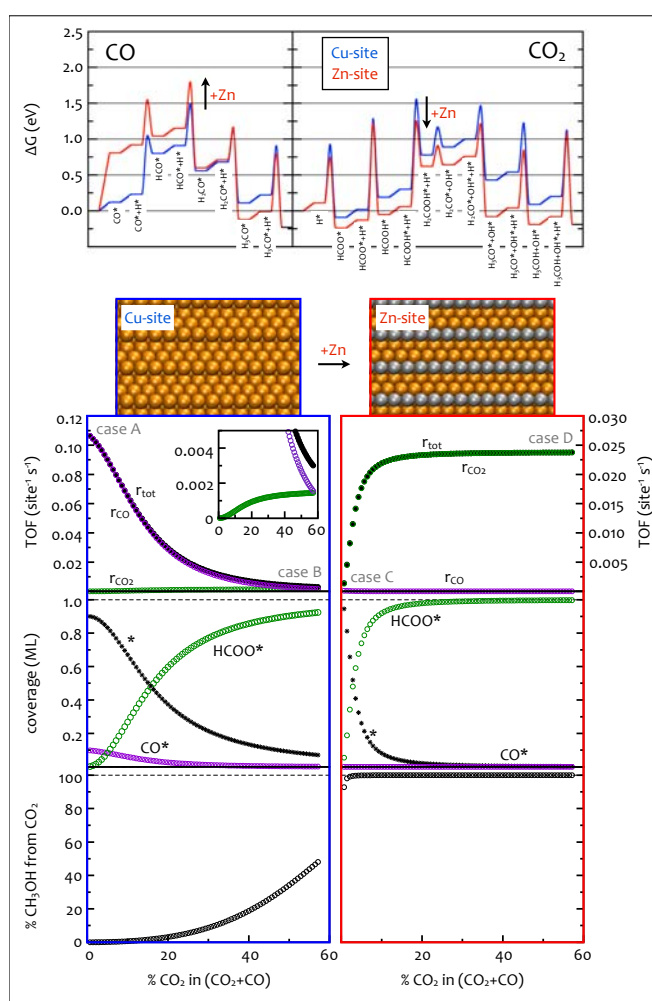 CO
Cu-site
Zn-site
CO₂
+Zn
+Zn
ΔG (eV)
2.5
2.0
1.5
1.0
0.5
0.0
CO*
CO*+H*
HCO*
HCO*+H*
H₂CO*
H₂CO*+H*
H₃CO*
H₃CO*+H*
H*
HCOO*
HCOO*+H*
HCOOH*
HCOOH*+H*
H₂COOH*+H*
H₂CO*+OH*
H₂CO*+OH*+H*
H₃CO*+OH*
H₃CO*+OH*+H*
H₃COH+OH*
H₃COH+OH*+H*
Cu-site
+Zn
Zn-site
TOF (site⁻¹ s⁻¹)
0.12
0.10
0.08
0.06
0.04
0.02
case A
r_tot
r_CO
r_CO₂
case B
0.004
0.002
0
0 20 40 60
case D
r_tot
r_CO₂
case C
r_CO
0.030
0.025
0.020
0.015
0.010
0.005
TOF (site⁻¹ s⁻¹)
coverage (ML)
1.0
0.8
0.6
0.4
0.2
*
HCOO*
CO*
HCOO*
*
CO*
% CH₃OH from CO₂
100
80
60
40
20
0
0 20 40 60
% CO₂ in (CO₂+CO)
20 40 60
% CO₂ in (CO₂+CO)